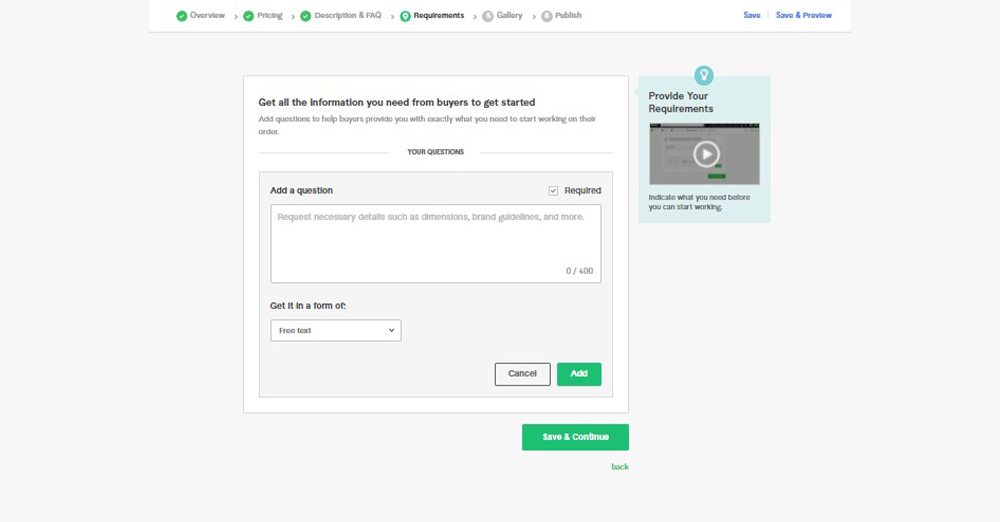 Overview > Pricing > Description & FAQ > Requirements > 5 Gallery > 6 Publish Save | Save & Preview
Get all the information you need from buyers to get started
Add questions to help buyers provide you with exactly what you need to start working on their
order.
YOUR QUESTIONS
Add a question Required
Request necessary details such as dimensions, brand guidelines, and more.
0 / 400
Get it in a form of:
Free text
Cancel Add
Save & Continue
back
Provide Your
Requirements
Indicate what you need before
you can start working.